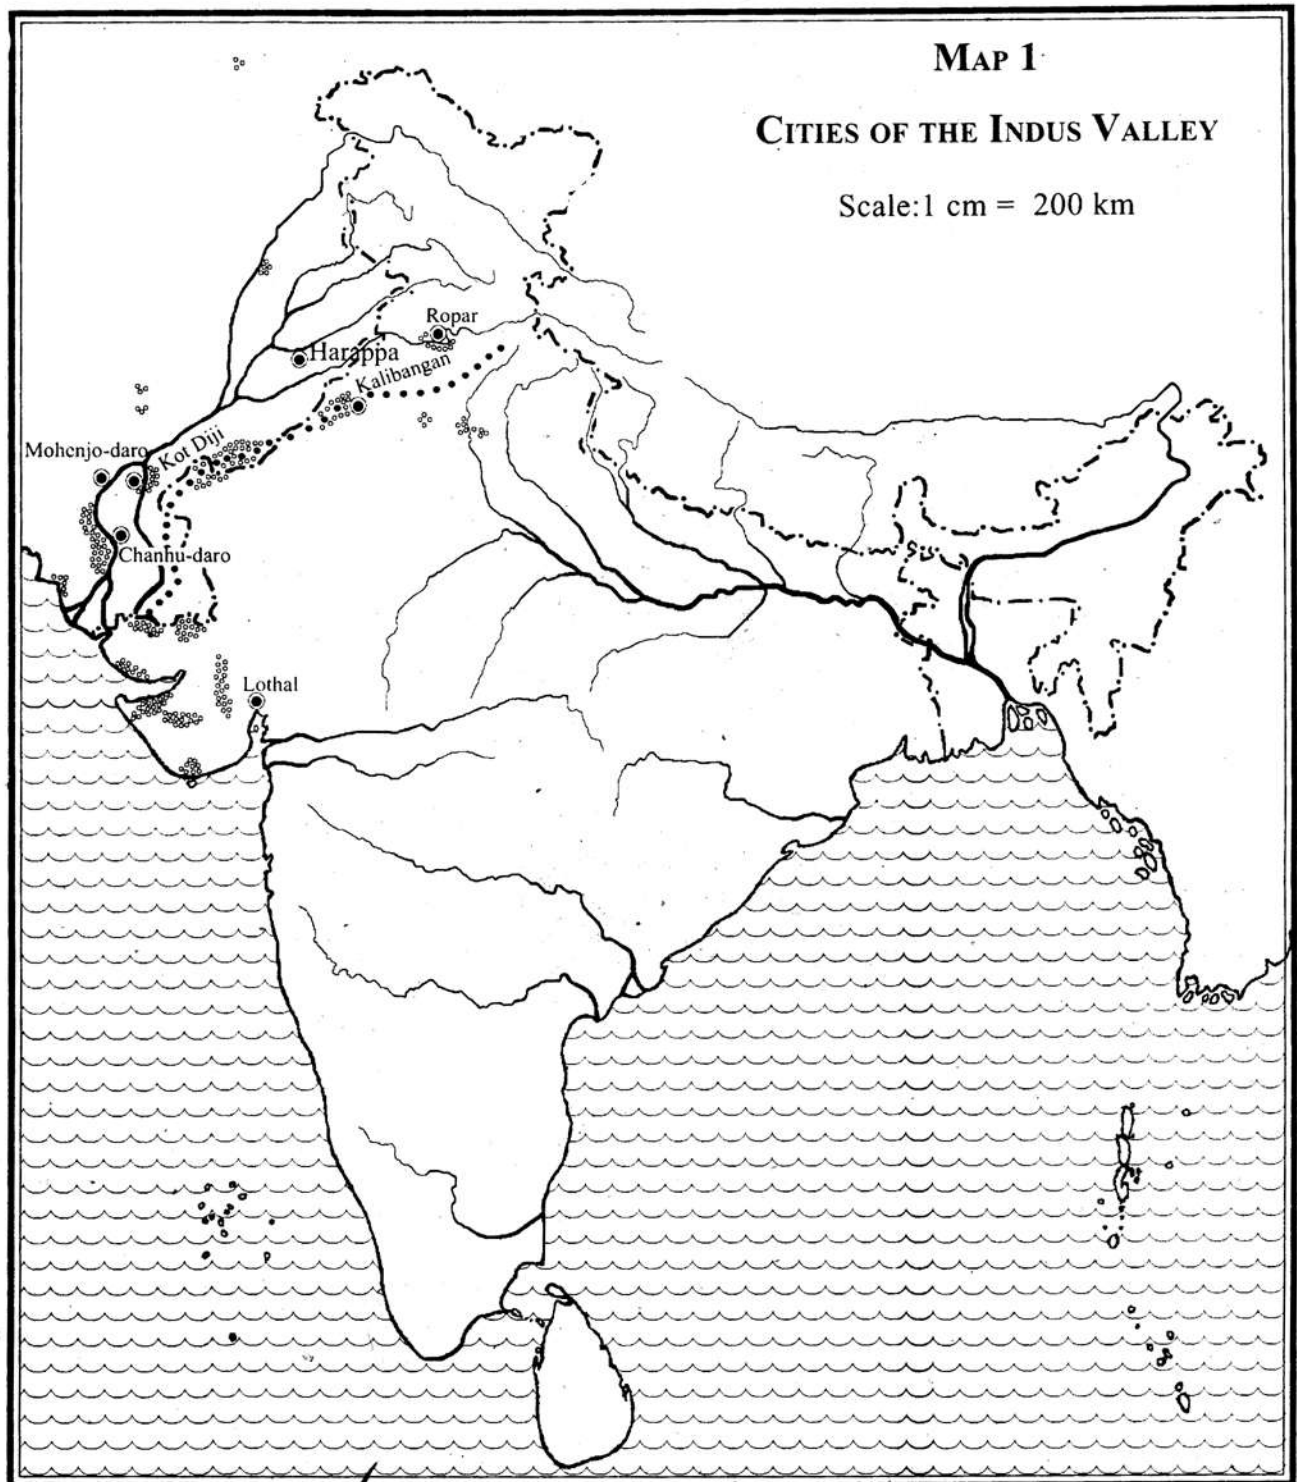 MAP 1
CITIES OF THE INDUS VALLEY
Scale:1 cm = 200 km
Ropar
Harappa
Kalibangan
Mohenjo-daro
Kot Diji
Chanhu-daro
Lothal